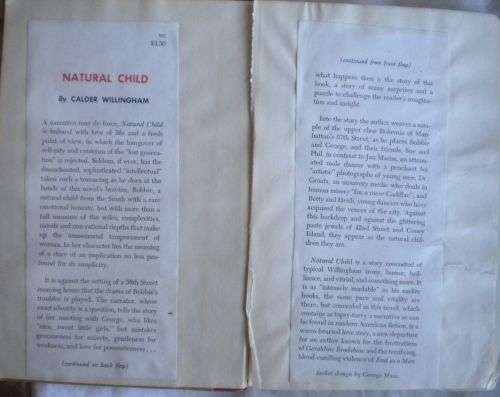 $3.50
NATURAL CHILD
By CALDER WILLINGHAM
A narrative tour de force, Natural Child
is imbued with love of life and a fresh
point of view, in which the hangover of
self-pity and cynicism of the "lost genera-
tion" is rejected. Seldom, if ever, has the
disenchanted, sophisticated "intellectual"
taken such a trouncing as he does at the
hands of this novel's heroine, Bobbie, a
natural child from the South with a rare
emotional honesty, but with more than a
full measure of the wiles, complexities,
moods and non-rational depths that make
up the immemorial temperament of
woman. In her character lies the meaning
of a story of an implication no less pro-
found for its simplicity.
It is against the setting of a 38th Street
rooming house that the drama of Bobbie's
troubles is played. The narrator, whose
exact identity is a question, tells the story
of her meeting with George, who likes
"nice, sweet little girls," but mistakes
genuineness for naivete, gentleness for
weakness, and love for possessiveness . . .
(continued on back flap)
(continued from front flap)
what happens then is the story of this
book, a story of many surprises and a
puzzle to challenge the reader's imagina-
tion and insight.
Into the story the author weaves a sam-
ple of the upper class Bohemia of Man-
hattan's 37th Street, as he places Bobbie
and George, and their friends, Sue and
Phil, in contrast to Jan Marin, an attenu-
ated male dancer with a penchant for
"artistic" photographs of young men, De
Groats, an unsavory medic who deals in
human misery "for a mere Cadillac", and
Betty and Heidi, young dancers who have
acquired the veneer of the city. Against
this backdrop and against the glittering
paste jewels of 42nd Street and Coney
Island, they appear as the natural chil-
dren they are.
Natural Child is a story concocted of
typical Willingham irony, humor, bril-
liance, and vitriol, and something more. It
is as "intensely readable" as his earlier
books, the same pace and vitality are
there, but concealed in this novel, which
contains as topsy-turvy a narrative as can
be found in modern American fiction, is a
warm-hearted love story, a new departure
for an author known for the frustrations
of Geraldine Bradshaw and the terrifying,
blood-curdling violence of End as a Man.
Jacket design by George Maas